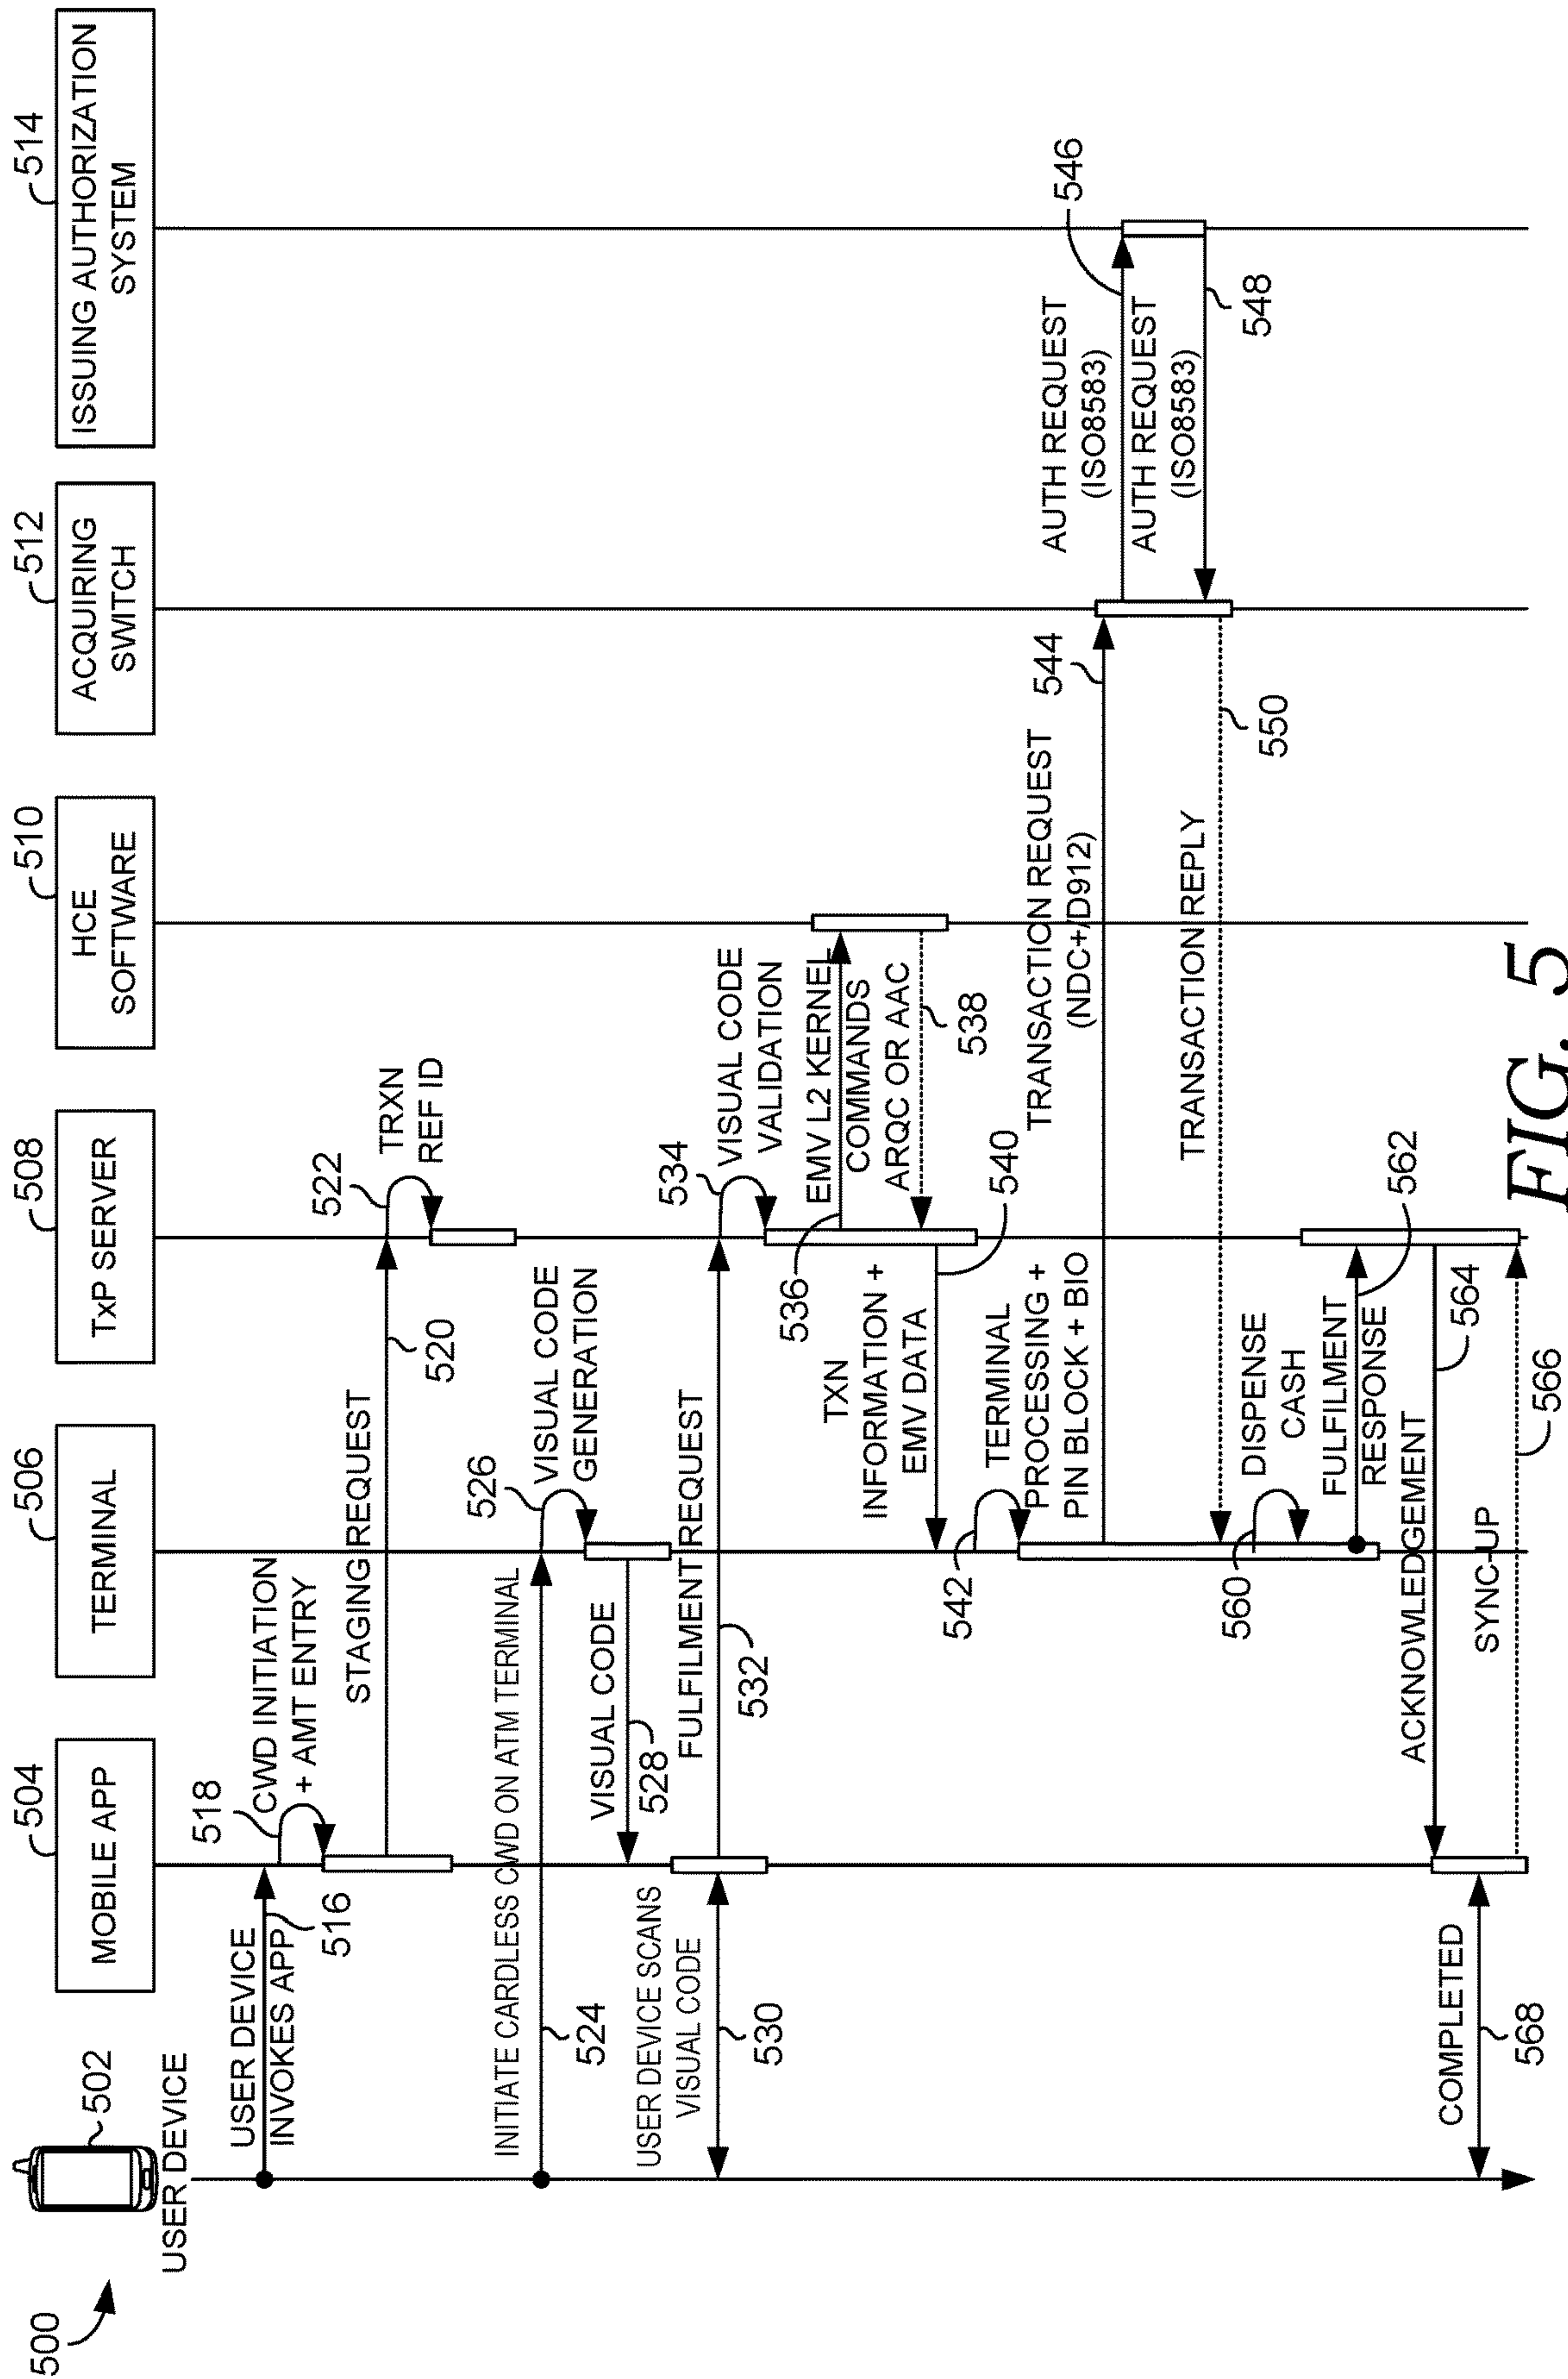 500
502
USER DEVICE
504
MOBILE APP
506
TERMINAL
508
TxP SERVER
510
HCE
SOFTWARE
512
ACQUIRING
SWITCH
514
ISSUING AUTHORIZATION
SYSTEM
USER DEVICE
INVOKES APP
516
518
CWD INITIATION
+ AMT ENTRY
STAGING REQUEST
520
522
TRXN
REF ID
INITIATE CARDLESS CWD ON ATM TERMINAL
524
526
VISUAL CODE
GENERATION
VISUAL CODE
528
USER DEVICE SCANS
VISUAL CODE
530
FULFILMENT REQUEST
532
534
VISUAL CODE
VALIDATION
536
EMV L2 KERNEL
COMMANDS
ARQC OR AAC
538
TXN
INFORMATION +
EMV DATA
540
542
TERMINAL
PROCESSING +
PIN BLOCK + BIO
TRANSACTION REQUEST
(NDC+/D912)
544
AUTH REQUEST
(ISO8583)
546
AUTH REQUEST
(ISO8583)
548
TRANSACTION REPLY
550
560
DISPENSE
CASH
FULFILMENT
RESPONSE
562
ACKNOWLEDGEMENT
564
SYNC-UP
566
COMPLETED
568
FIG. 5